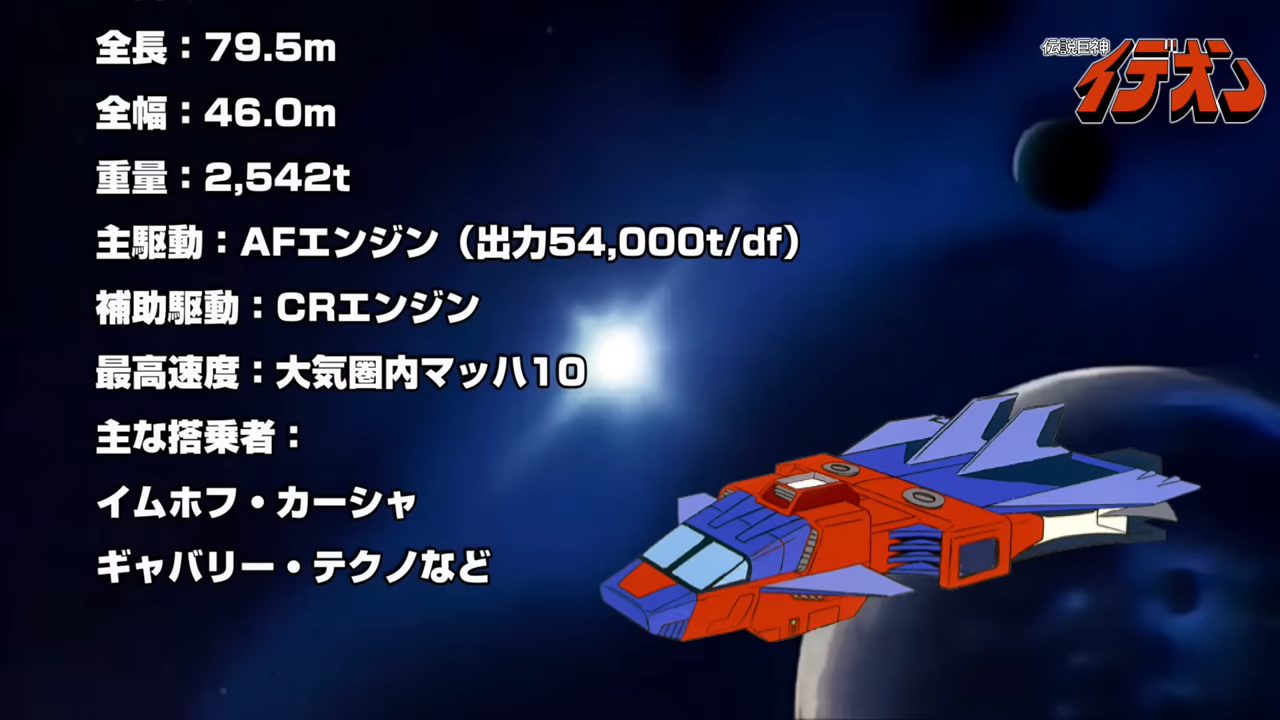 全長：79.5m
全幅：46.0m
重量：2,542t
主駆動：AFエンジン（出力54,000t/df）
補助駆動：CRエンジン
最高速度：大気圏内マッハ10
主な搭乗者：
イムホフ・カーシャ
ギャバリー・テクノなど
伝説巨神
イデオン